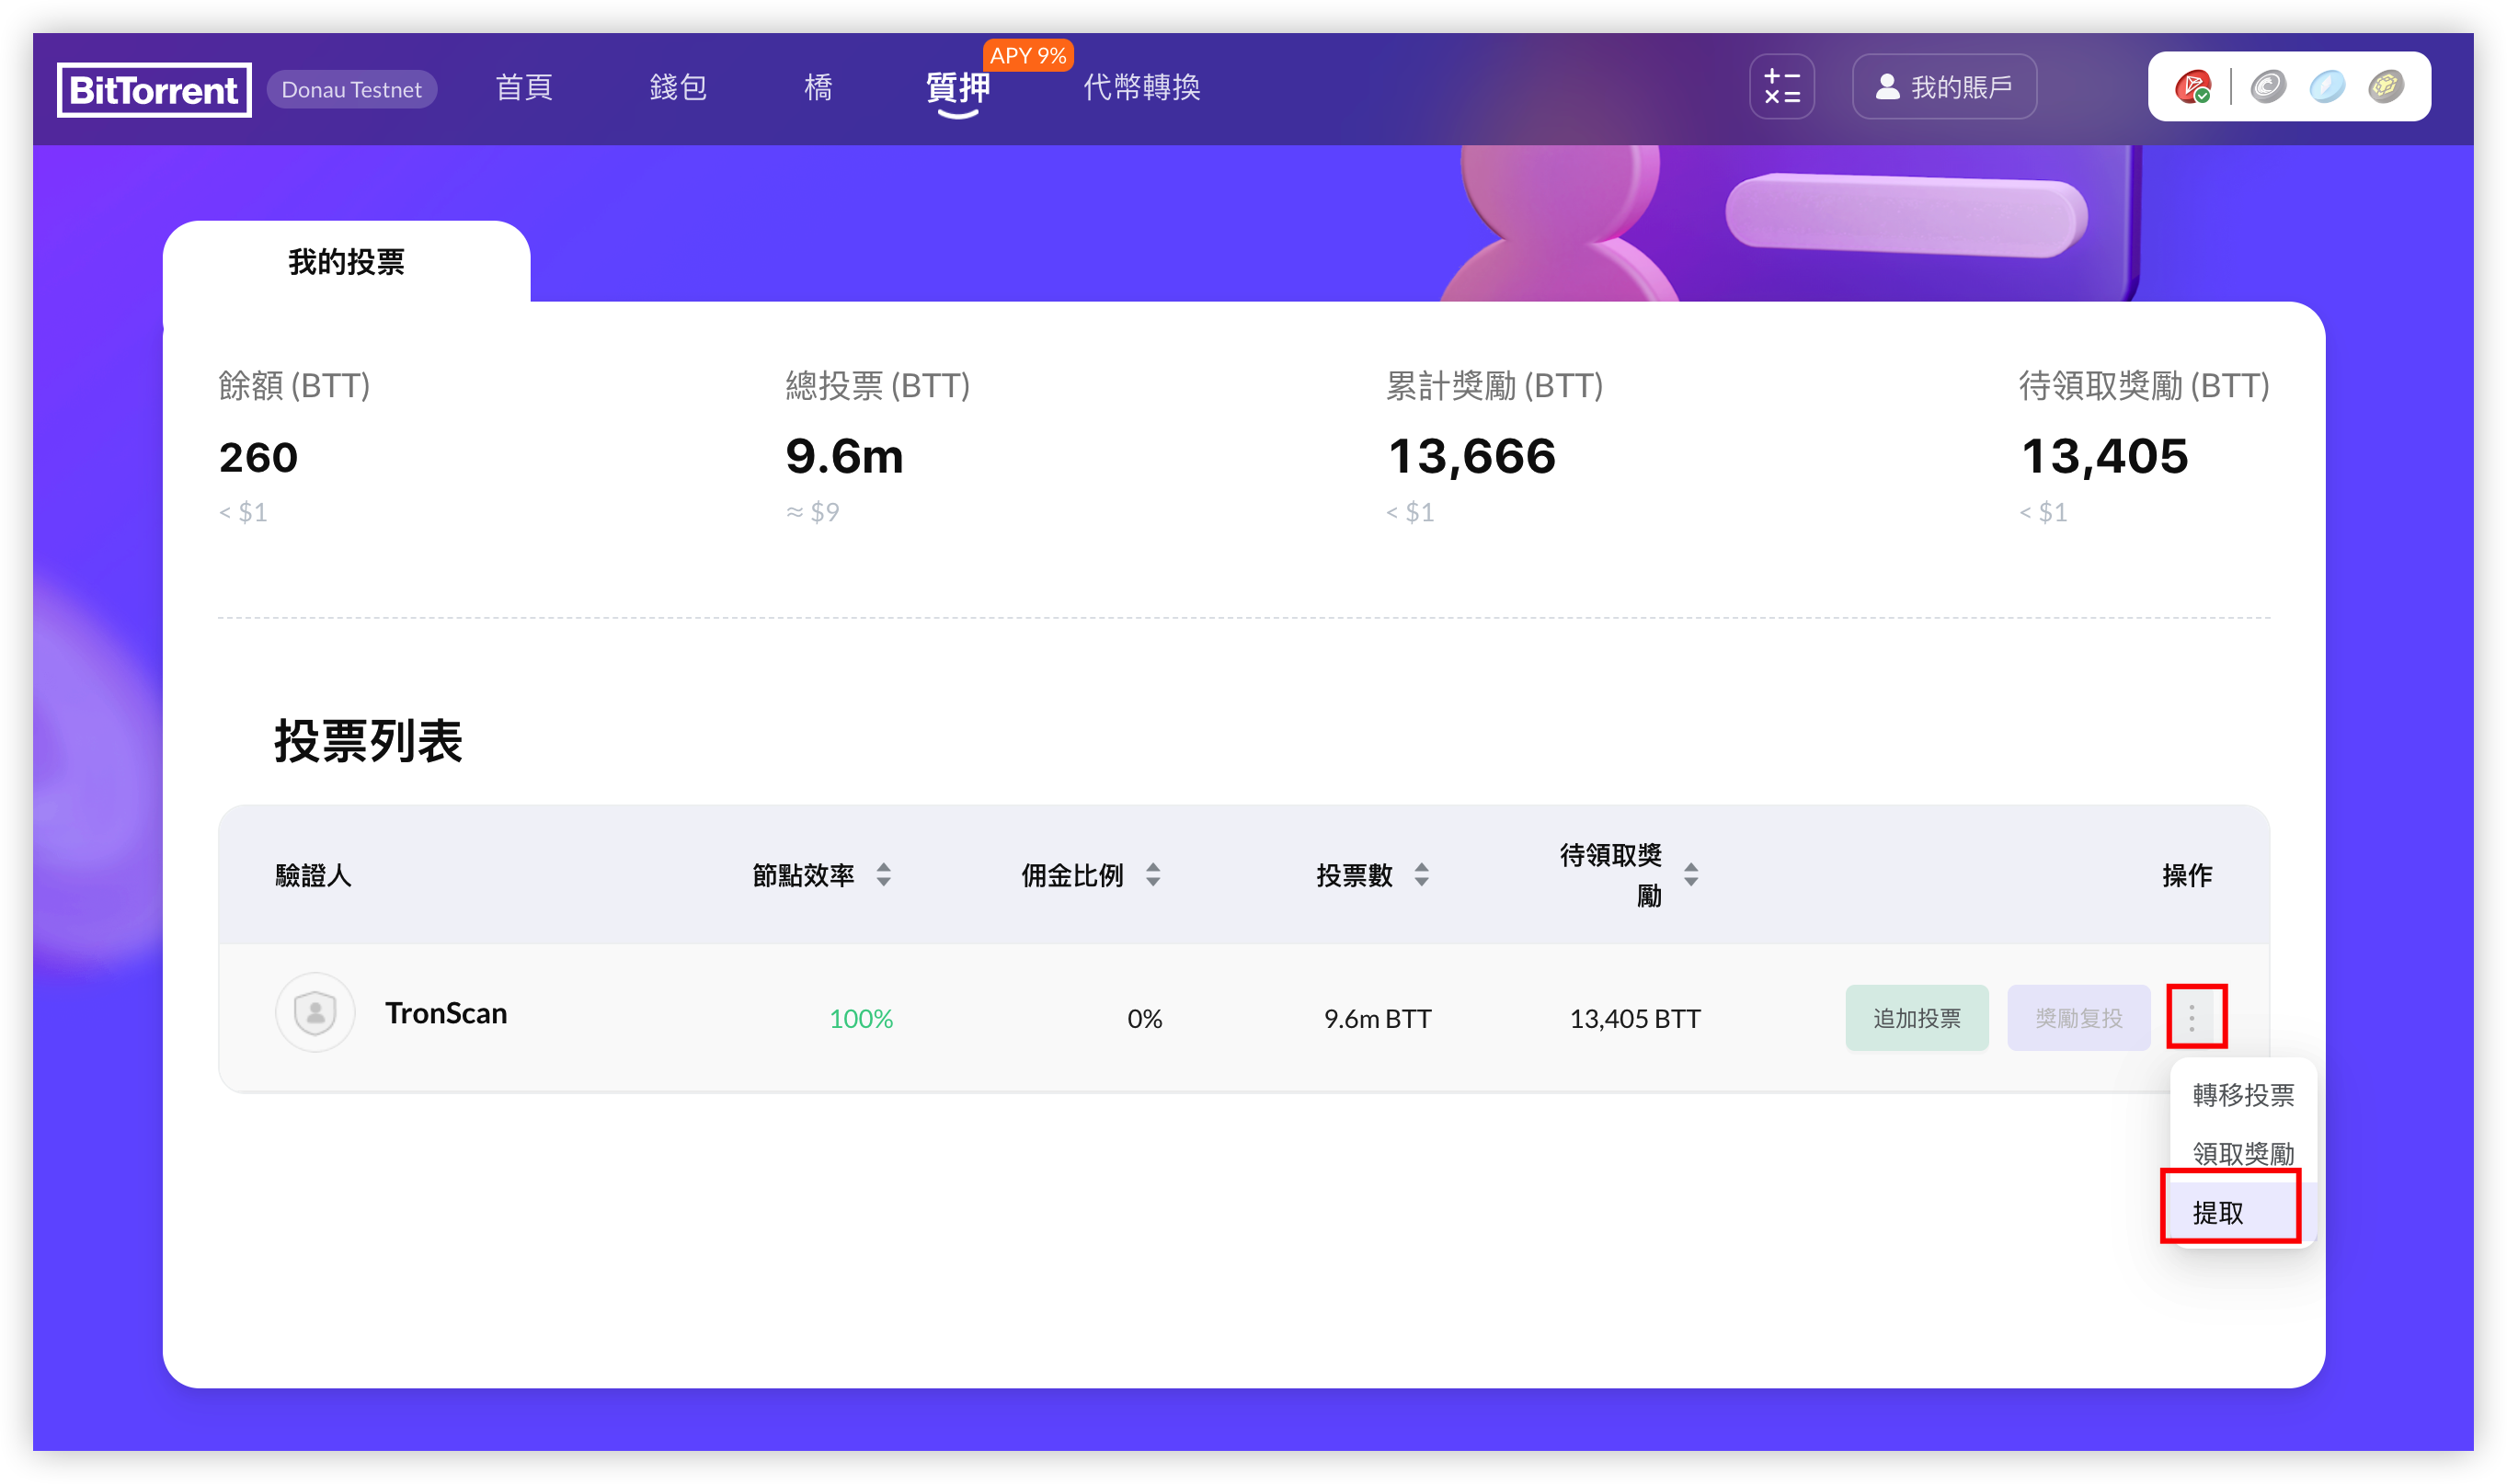 BitTorrent Donau Testnet 首頁 錢包 橋 質押 APY 9% 代幣轉換 我的賬戶
我的投票
餘額 (BTT) 總投票 (BTT) 累計獎勵 (BTT) 待領取獎勵 (BTT)
260 9.6m 13,666 13,405
< $1 ≈ $9 < $1 < $1
投票列表
驗證人 節點效率 佣金比例 投票數 待領取獎
勵 操作
TronScan 100% 0% 9.6m BTT 13,405 BTT 追加投票 獎勵复投
轉移投票
領取獎勵
提取